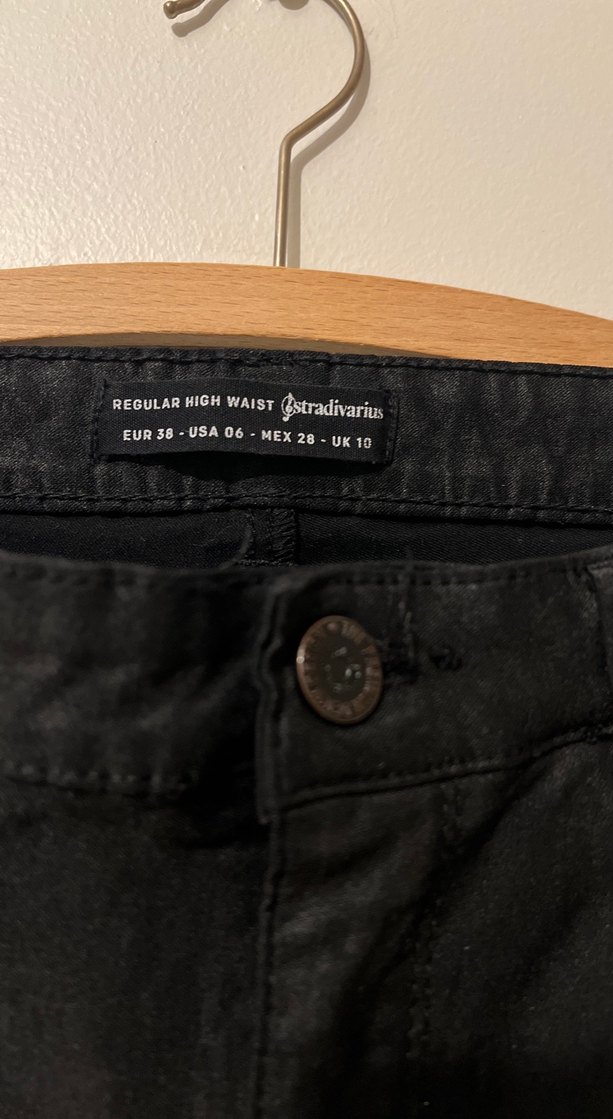 REGULAR HIGH WAIST stradivarius
EUR 38 - USA 06 - MEX 28 - UK 10